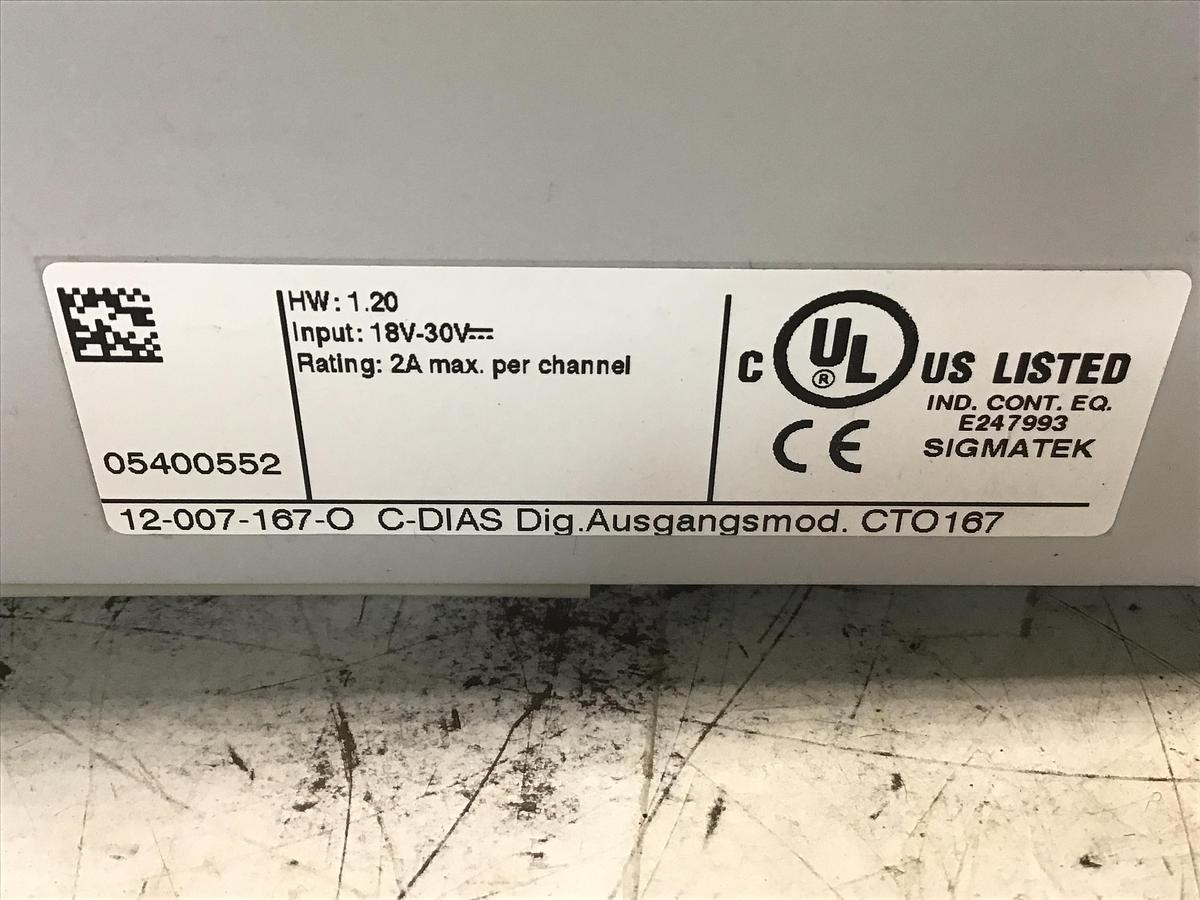 HW: 1.20
Input: 18V-30V⎓
Rating: 2A max. per channel
05400552
C UL ® US LISTED
IND. CONT. EQ.
E247993
CE SIGMATEK
12-007-167-O C-DIAS Dig.Ausgangsmod. CTO167